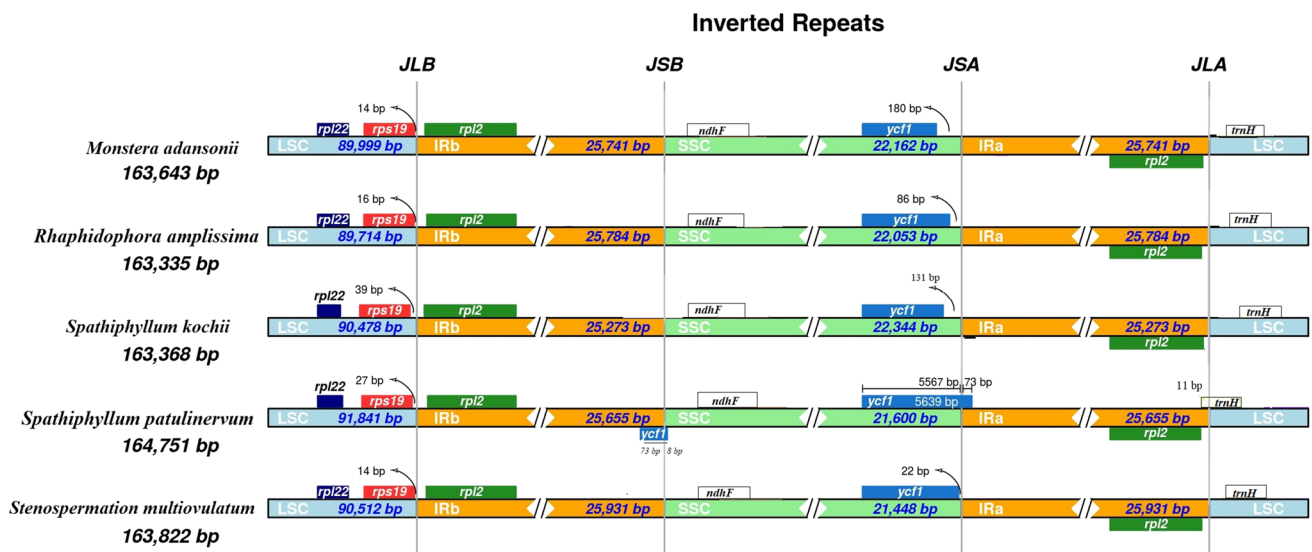 Inverted Repeats
JLB JSB JSA JLA
14 bp 180 bp
rpl22 rps19 rpl2 ndhF ycf1 trnH
Monstera adansonii LSC 89,999 bp IRb 25,741 bp SSC 22,162 bp IRa 25,741 bp LSC
163,643 bp rpl2
16 bp 86 bp
rpl22 rps19 rpl2 ndhF ycf1 trnH
Rhaphidophora amplissima LSC 89,714 bp IRb 25,784 bp SSC 22,053 bp IRa 25,784 bp LSC
163,335 bp rpl2
rpl22 39 bp 131 bp
rps19 rpl2 ndhF ycf1 trnH
Spathiphyllum kochii LSC 90,478 bp IRb 25,273 bp SSC 22,344 bp IRa 25,273 bp LSC
163,368 bp rpl2
rpl22 27 bp 5567 bp 73 bp 11 bp
rps19 rpl2 ndhF ycf1 5639 bp trnH
Spathiphyllum patulinervum LSC 91,841 bp IRb 25,655 bp SSC 21,600 bp IRa 25,655 bp LSC
164,751 bp ycf1 rpl2
73 bp 8 bp
14 bp 22 bp
rpl22 rps19 rpl2 ndhF ycf1 trnH
Stenospermation multiovulatum LSC 90,512 bp IRb 25,931 bp SSC 21,448 bp IRa 25,931 bp LSC
163,822 bp rpl2